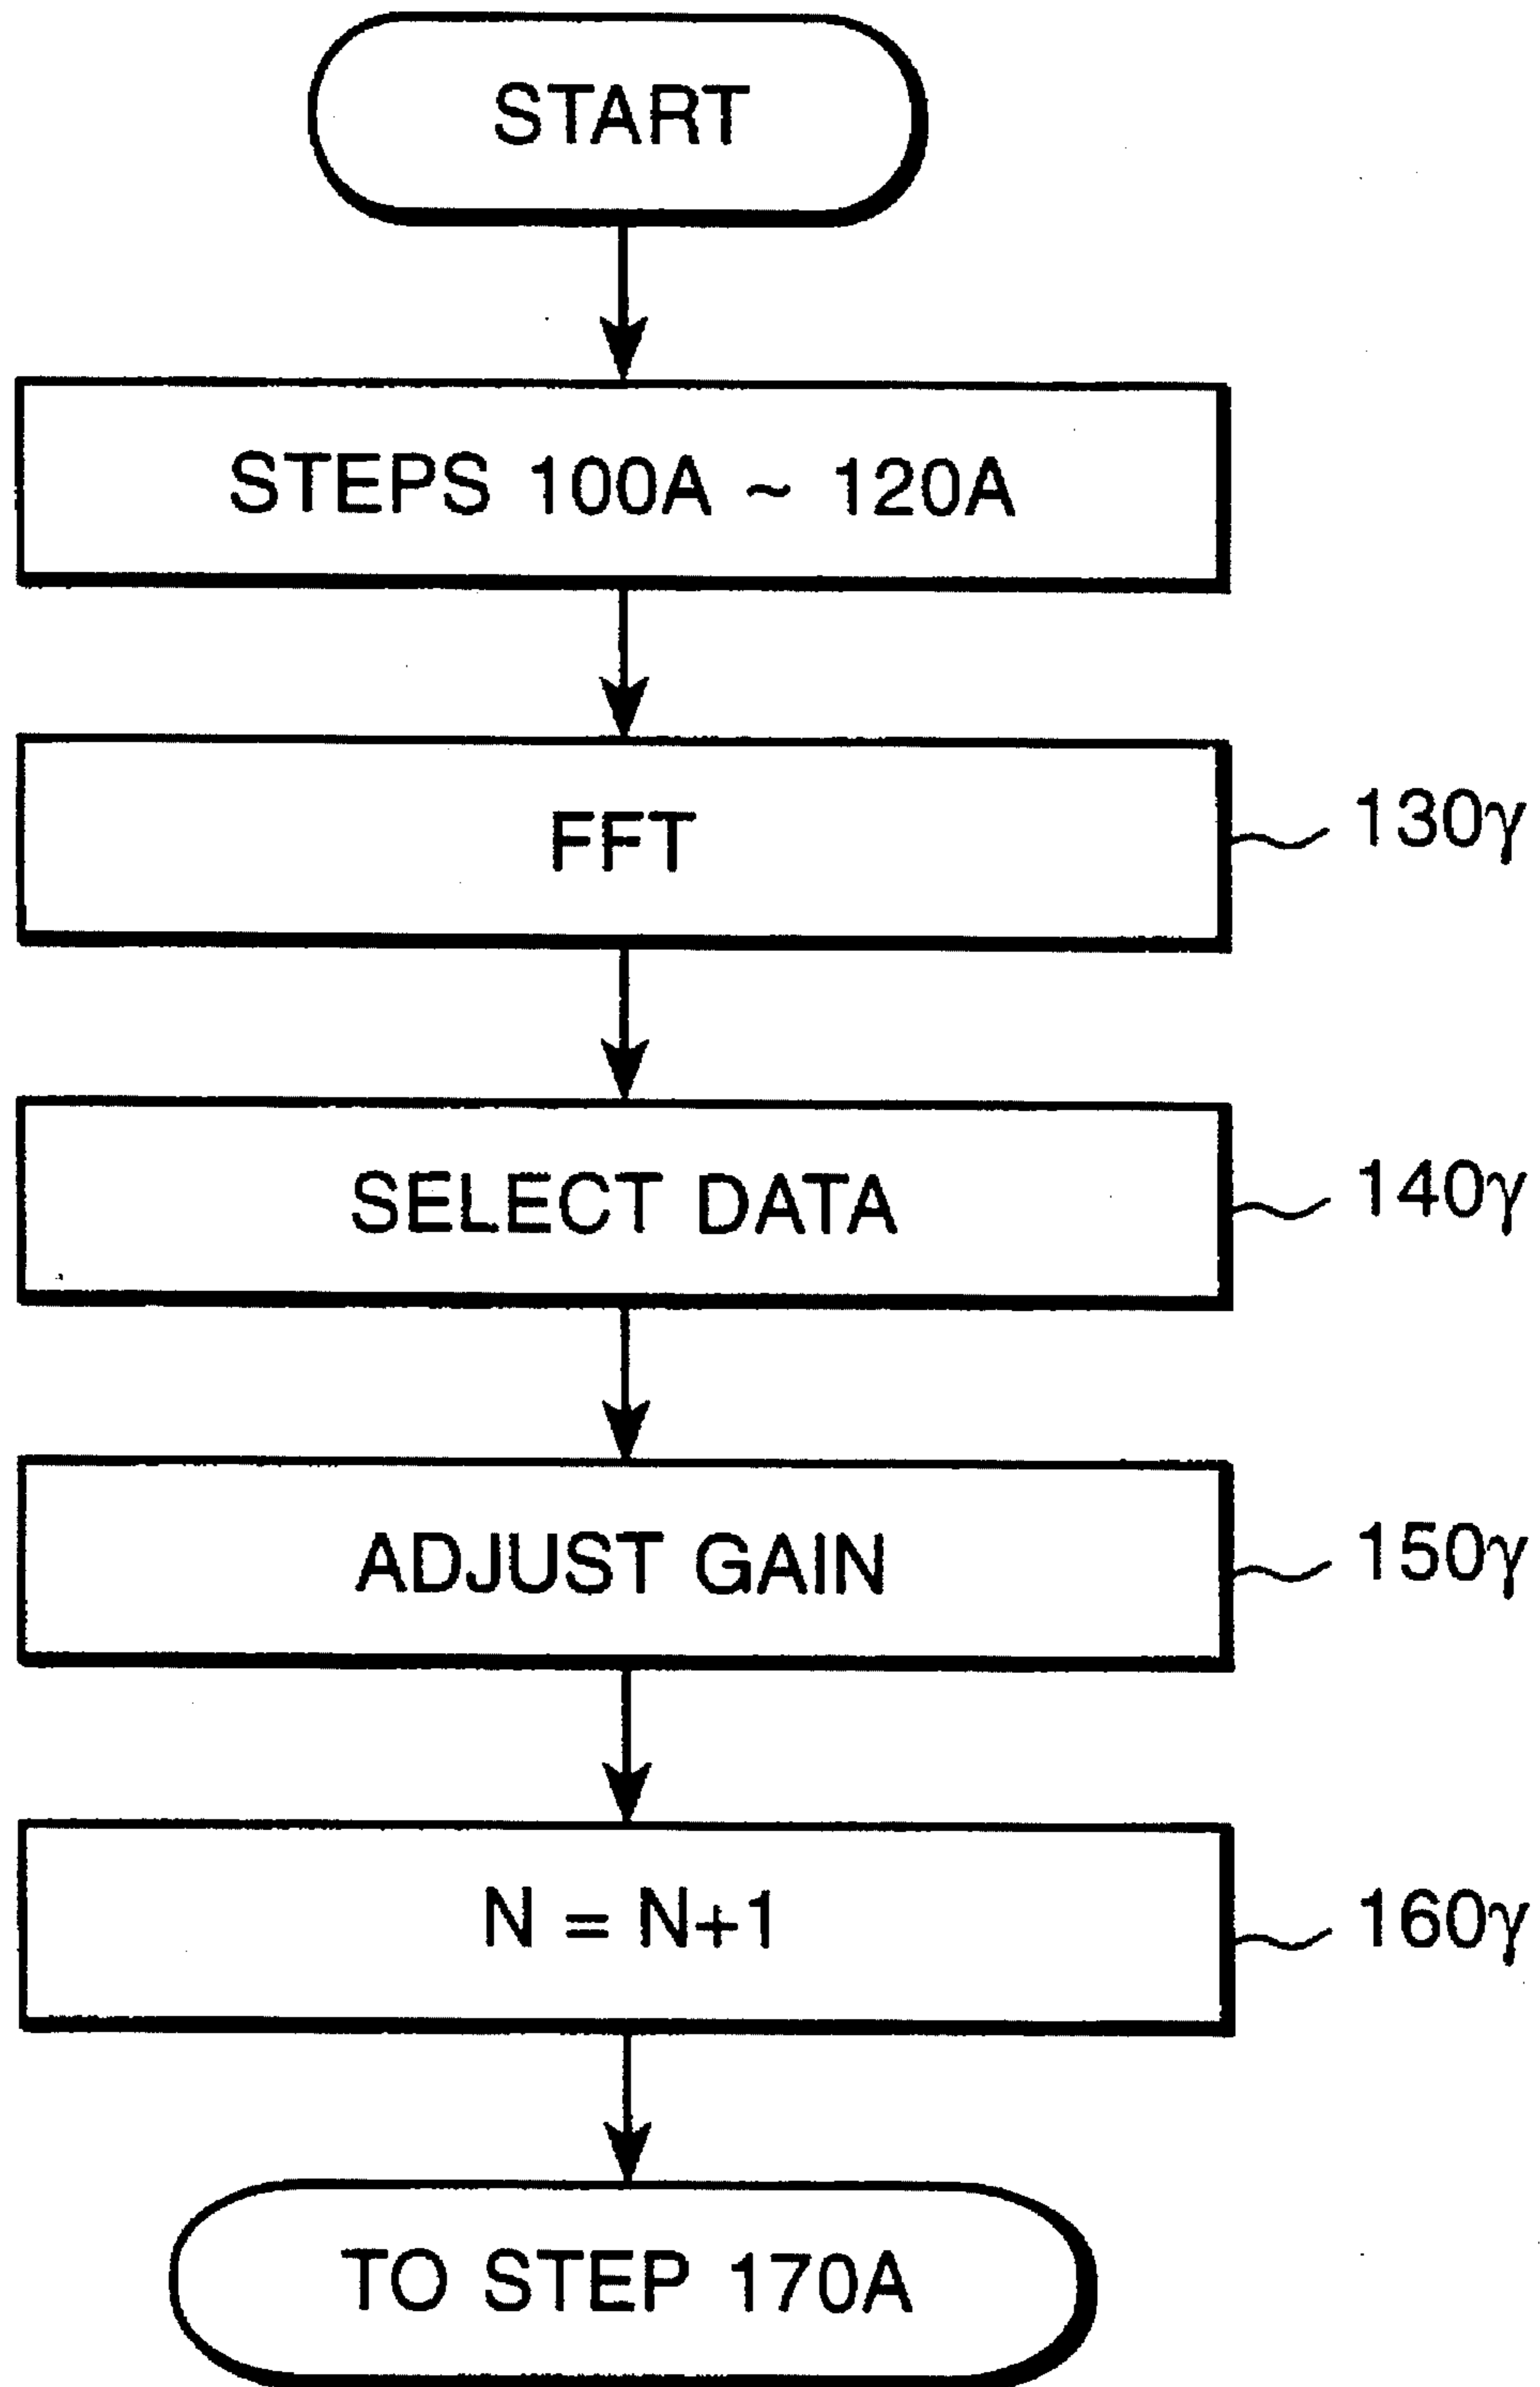 START
STEPS 100A ~ 120A
FFT
130γ
SELECT DATA
140γ
ADJUST GAIN
150γ
N = N+1
160γ
TO STEP 170A